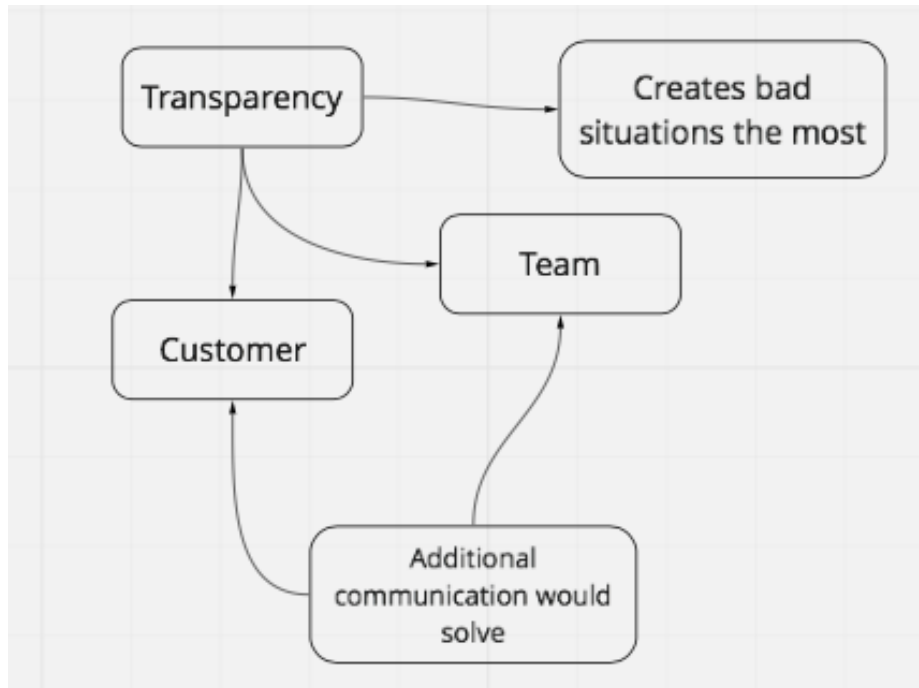 Transparency
Creates bad
situations the most
Team
Customer
Additional
communication would
solve